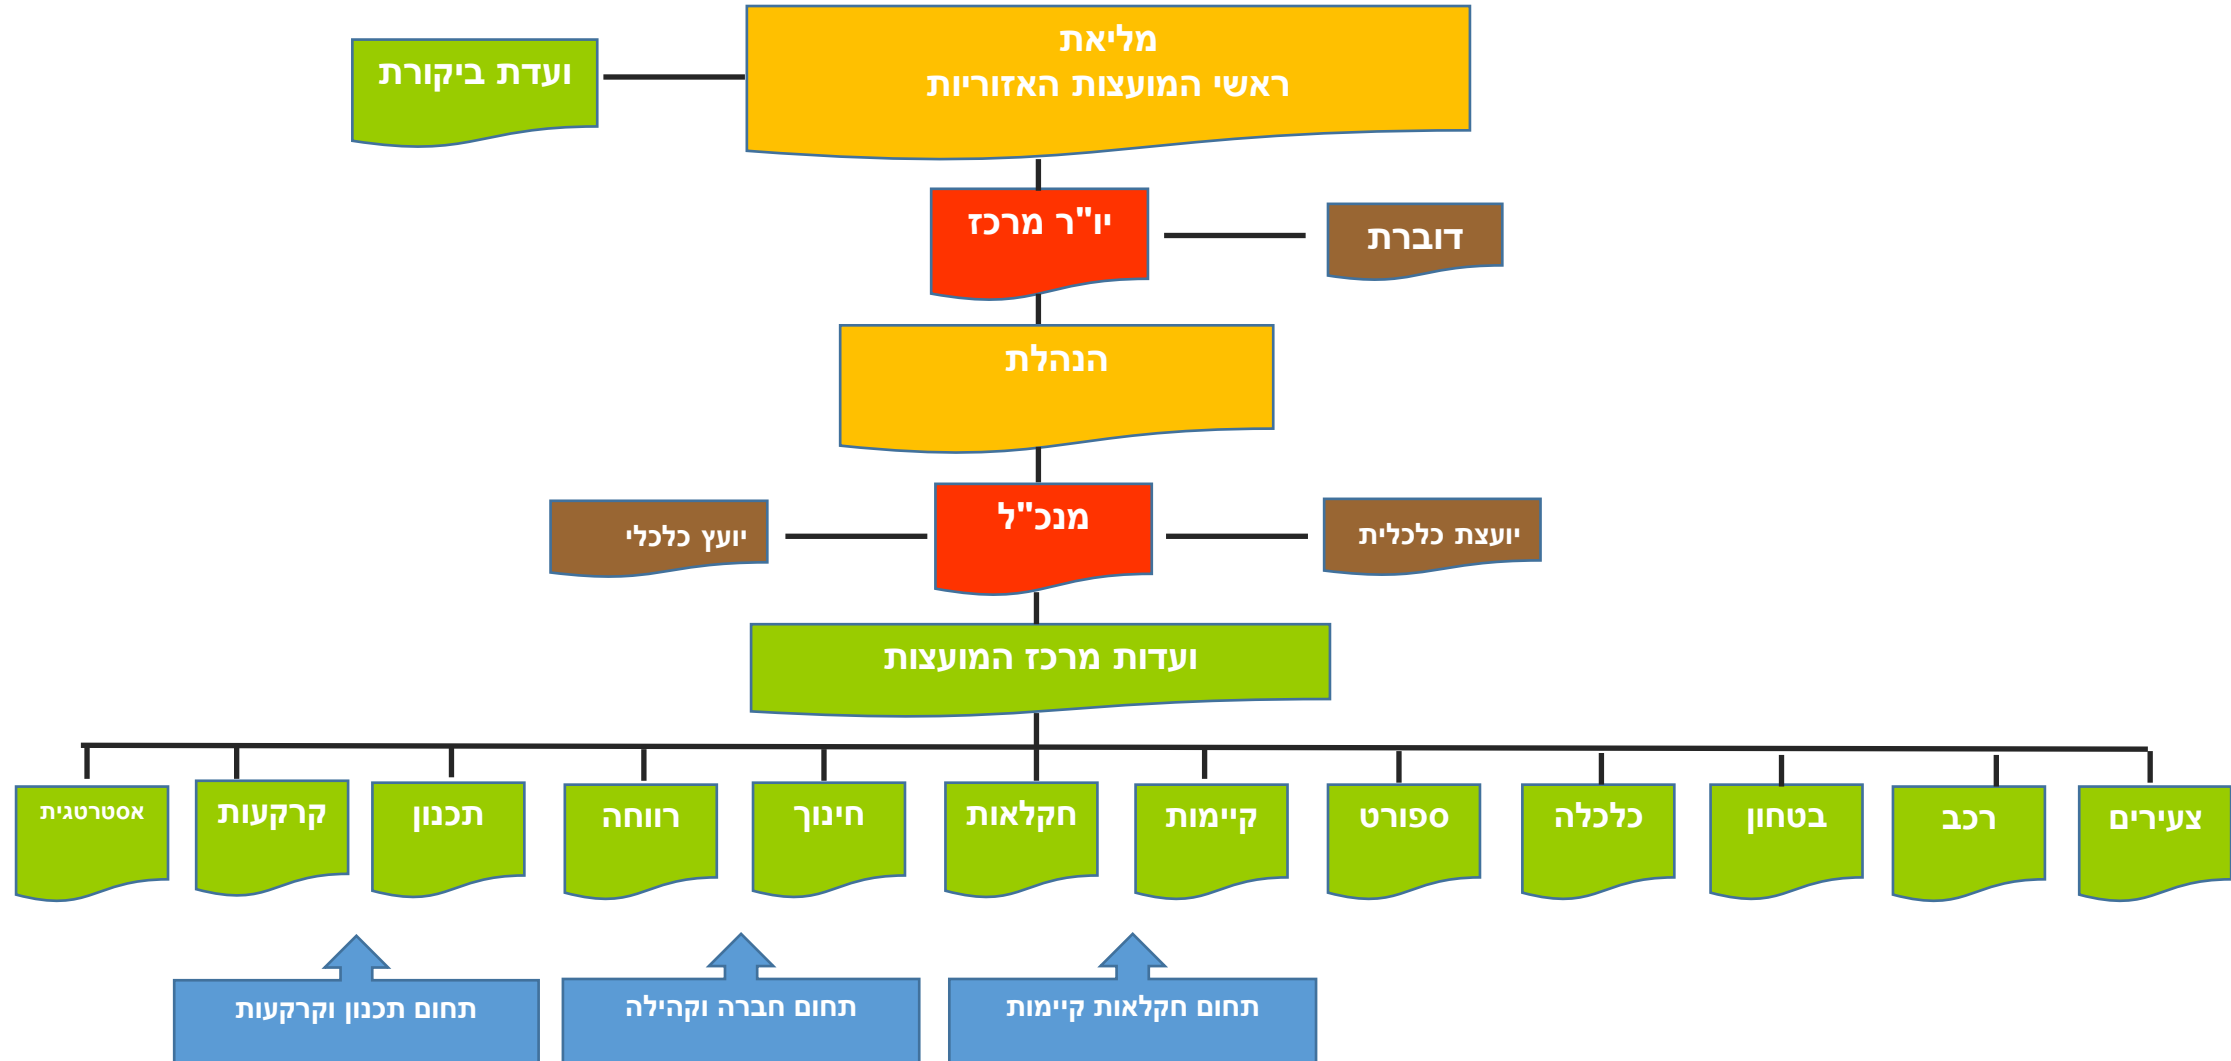 מליאת
ראשי המועצות האזוריות
ועדת ביקורת
יו"ר מרכז
דוברת
הנהלת
מנכ"ל
יועצת כלכלית
יועץ כלכלי
ועדות מרכז המועצות
צעירים
רכב
בטחון
כלכלה
ספורט
קיימות
חקלאות
חינוך
רווחה
תכנון
קרקעות
אסטרטגית
תחום חקלאות קיימות
תחום חברה וקהילה
תחום תכנון וקרקעות